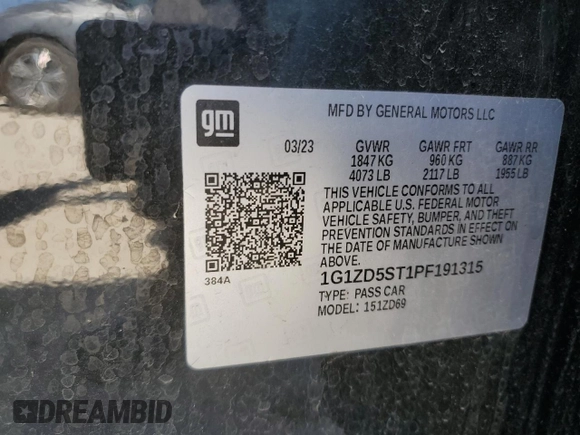 gm
MFD BY GENERAL MOTORS LLC
03/23 GVWR GAWR FRT GAWR RR
1847 KG 960 KG 887 KG
4073 LB 2117 LB 1955 LB
THIS VEHICLE CONFORMS TO ALL
APPLICABLE U.S. FEDERAL MOTOR
VEHICLE SAFETY, BUMPER, AND THEFT
PREVENTION STANDARDS IN EFFECT ON THE
DATE OF MANUFACTURE SHOWN
ABOVE.
384A
1G1ZD5ST1PF191315
TYPE: PASS CAR
MODEL: 151ZD69
DREAMBID